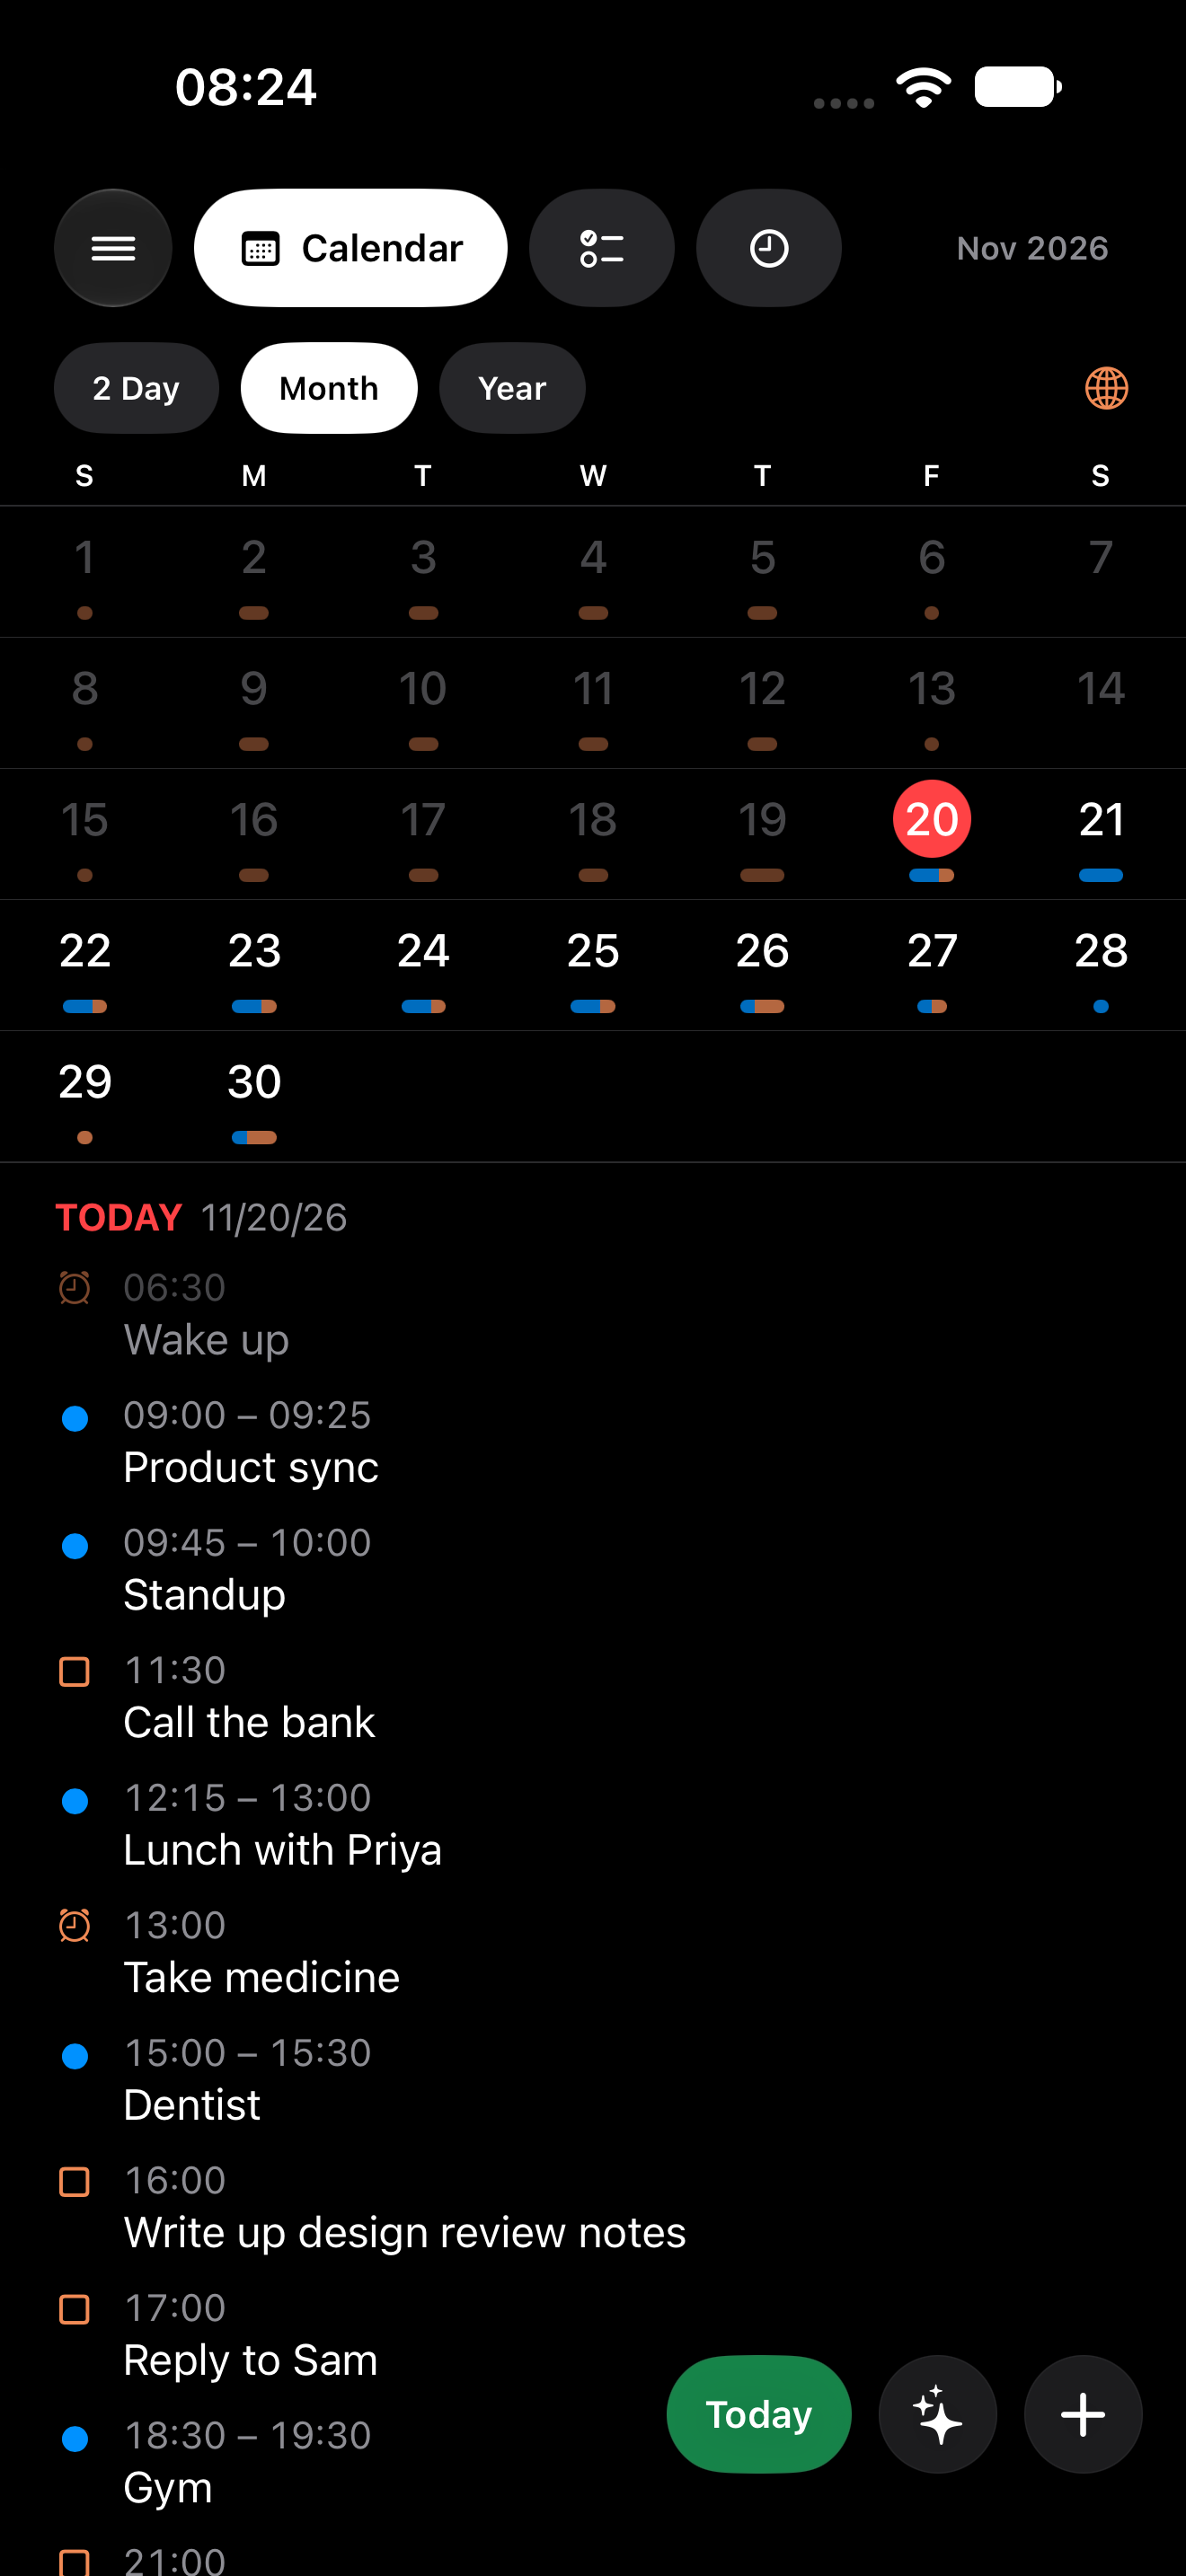 08:24
Calendar
Nov 2026
2 Day Month Year
S M T W T F S
1 2 3 4 5 6 7
8 9 10 11 12 13 14
15 16 17 18 19 20 21
22 23 24 25 26 27 28
29 30
TODAY 11/20/26
06:30
Wake up
09:00 – 09:25
Product sync
09:45 – 10:00
Standup
11:30
Call the bank
12:15 – 13:00
Lunch with Priya
13:00
Take medicine
15:00 – 15:30
Dentist
16:00
Write up design review notes
17:00
Reply to Sam
Today
18:30 – 19:30
Gym
21:00